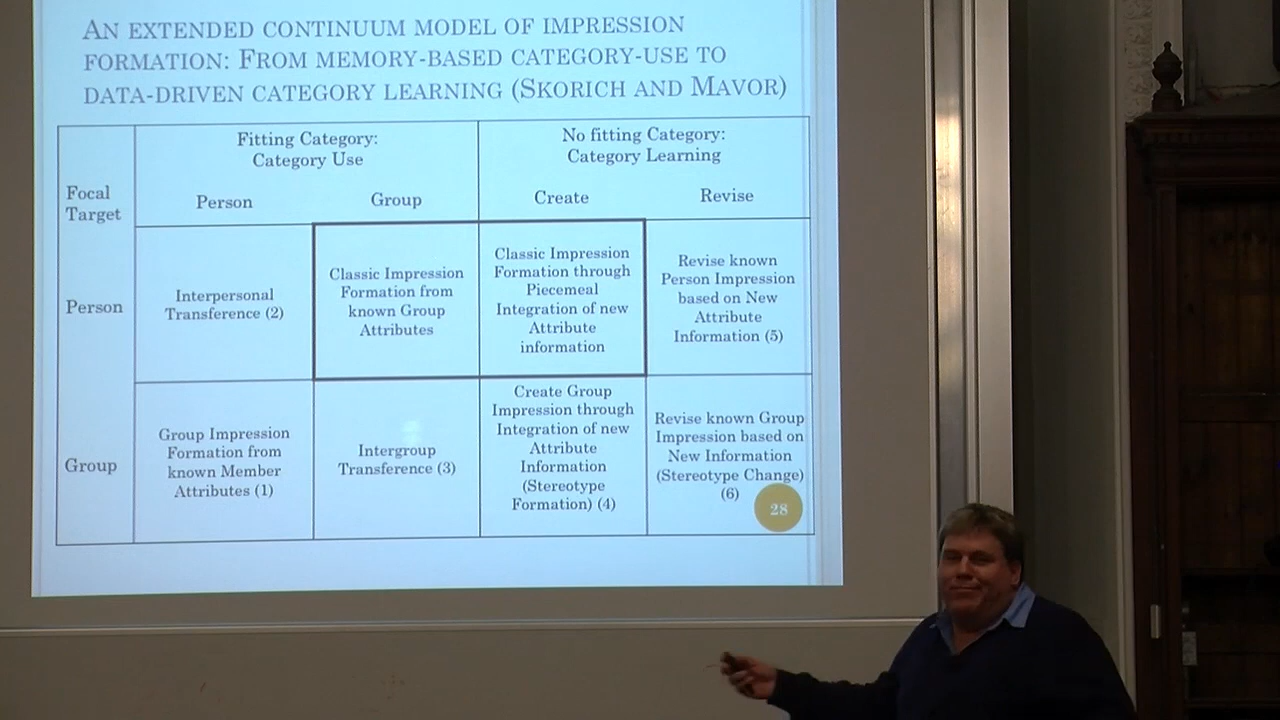 AN EXTENDED CONTINUUM MODEL OF IMPRESSION
FORMATION: FROM MEMORY-BASED CATEGORY-USE TO
DATA-DRIVEN CATEGORY LEARNING (SKORICH AND MAVOR)
Focal
Target
Fitting Category:
Category Use
No fitting Category:
Category Learning
Person
Group
Create
Revise
Person
Interpersonal
Transference (2)
Classic Impression
Formation from
known Group
Attributes
Classic Impression
Formation through
Piecemeal
Integration of new
Attribute
information
Revise known
Person Impression
based on New
Attribute
Information (5)
Group
Group Impression
Formation from
known Member
Attributes (1)
Intergroup
Transference (3)
Create Group
Impression through
Integration of new
Attribute
Information
(Stereotype
Formation) (4)
Revise known Group
Impression based on
New Information
(Stereotype Change)
(6)
28